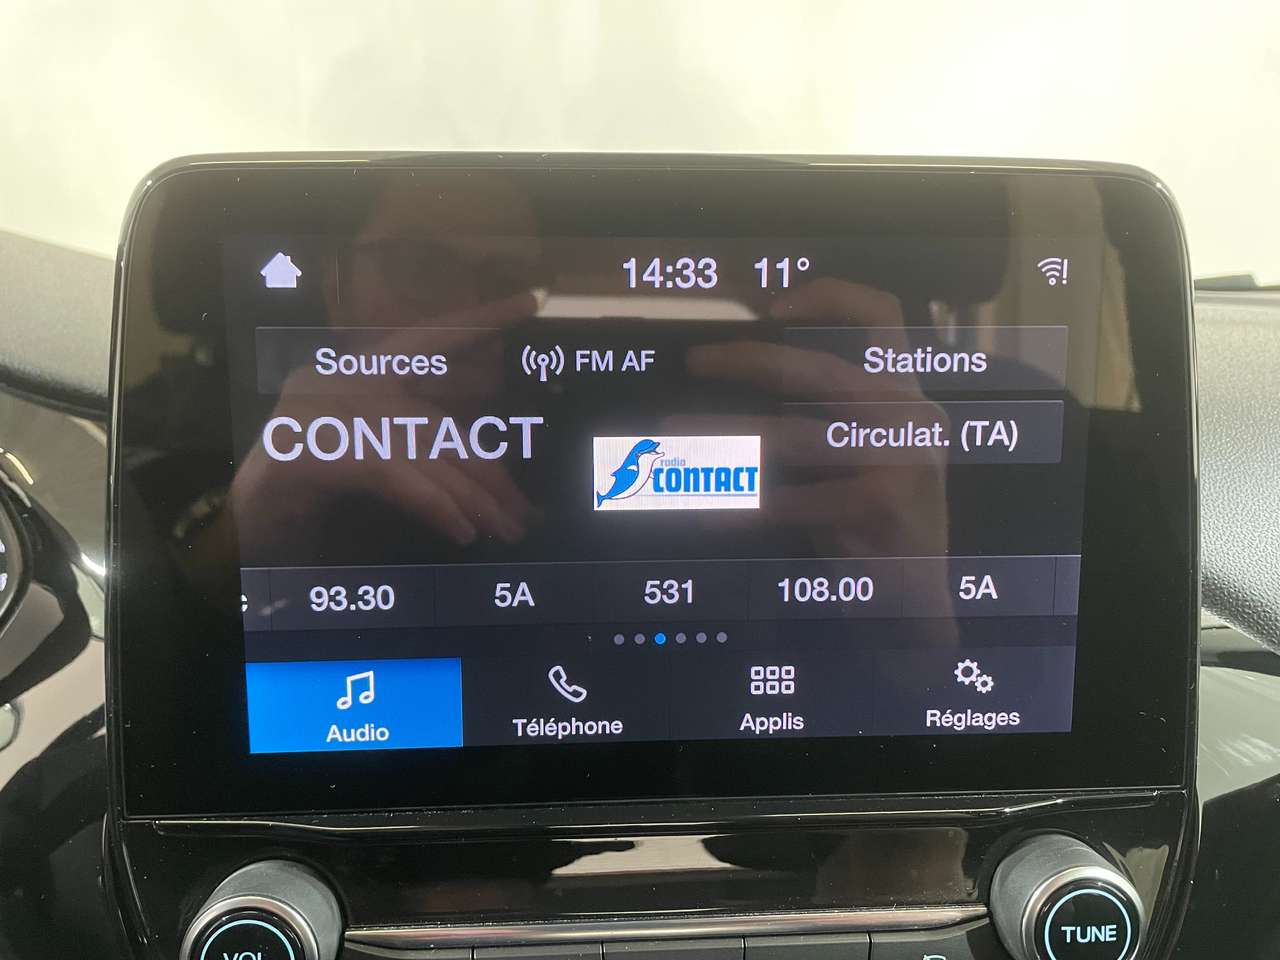 14:33 11°
Sources FM AF Stations
CONTACT
Circulat. (TA)
radio
CONTACT
93.30 5A 531 108.00 5A
Audio Téléphone Applis Réglages
VOL TUNE